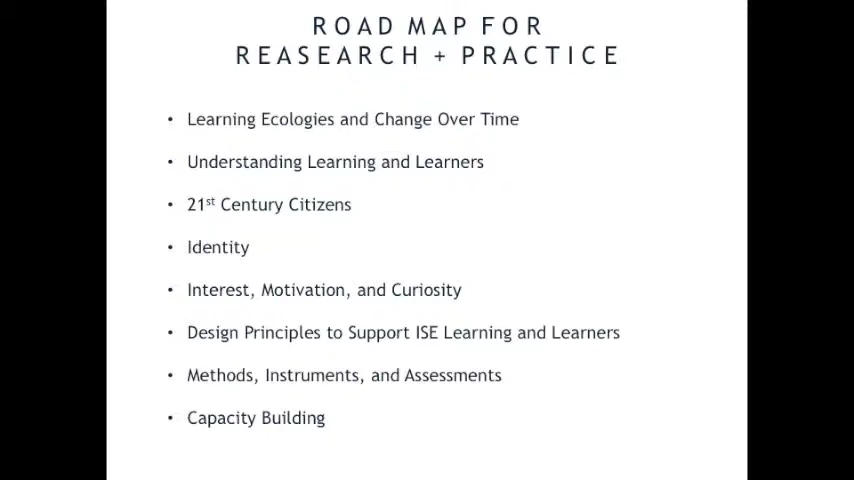 ROAD MAP FOR
REASEARCH + PRACTICE
• Learning Ecologies and Change Over Time
• Understanding Learning and Learners
• 21st Century Citizens
• Identity
• Interest, Motivation, and Curiosity
• Design Principles to Support ISE Learning and Learners
• Methods, Instruments, and Assessments
• Capacity Building